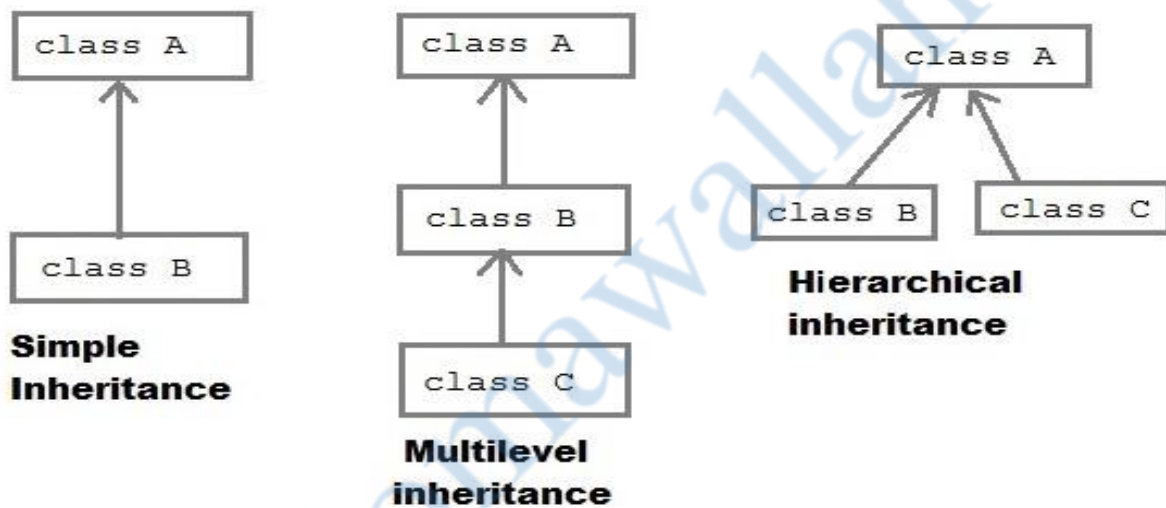 class A
class B
Simple
Inheritance
class A
class B
class C
Multilevel
inheritance
class A
class B
class C
Hierarchical
inheritance